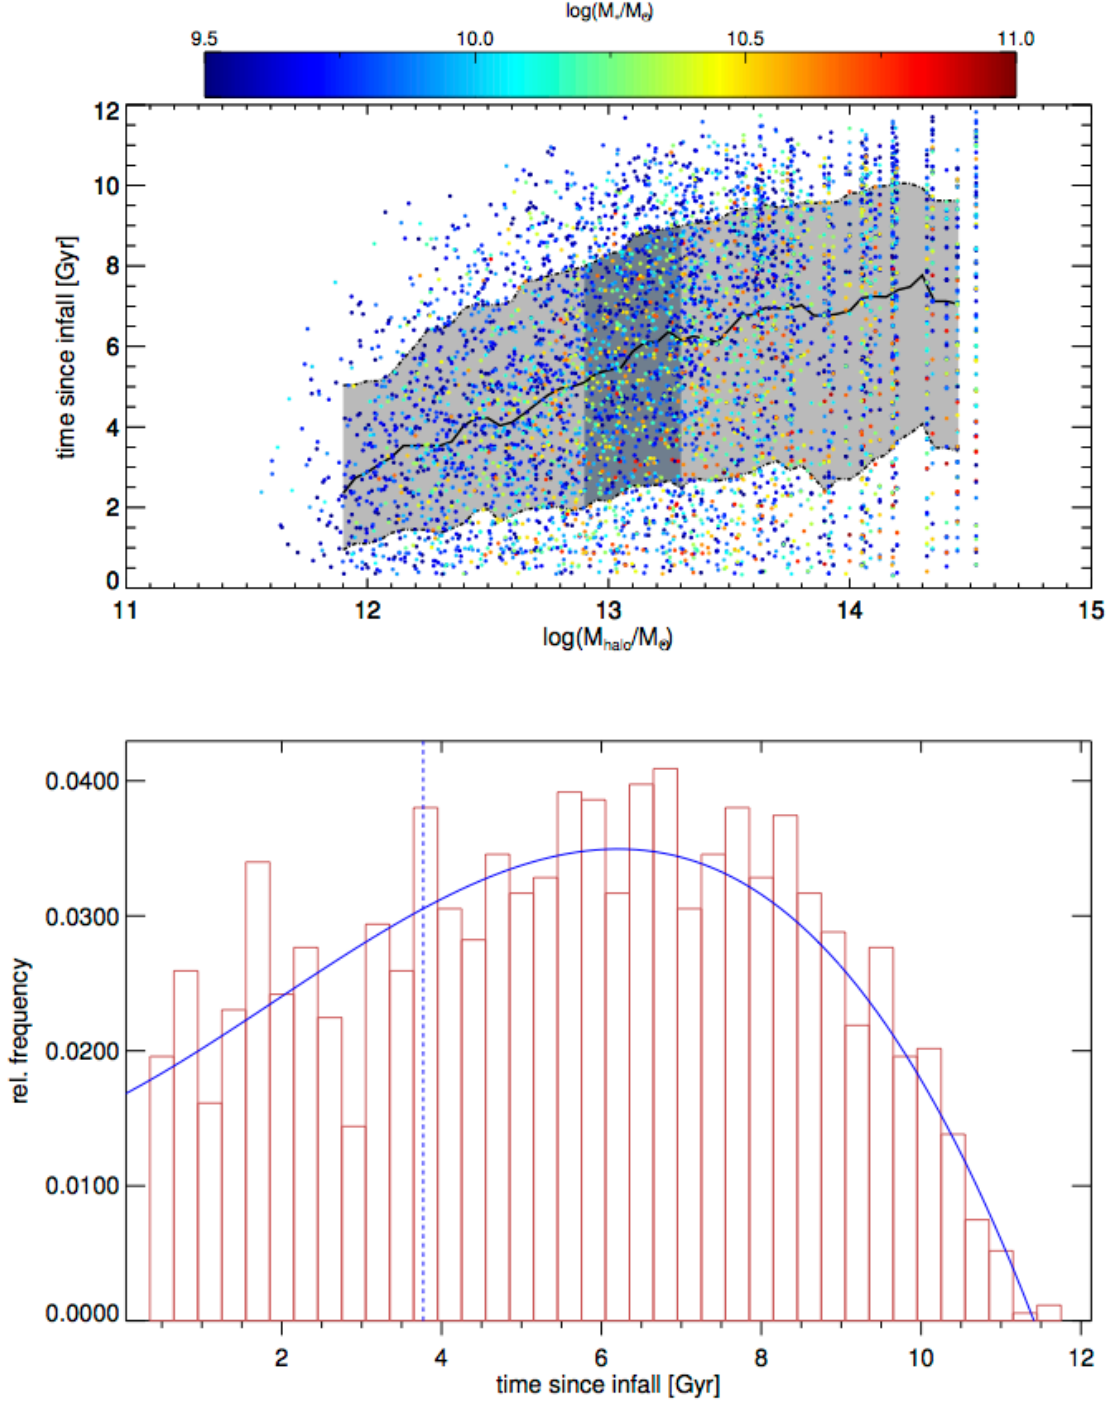 log(M*/M⊙)
9.5 10.0 10.5 11.0
12
10
8
6
4
2
0
time since infall [Gyr]
11 12 13 14 15
log(Mhalo/M⊙)
0.0400
0.0300
0.0200
0.0100
0.0000
rel. frequency
2 4 6 8 10 12
time since infall [Gyr]